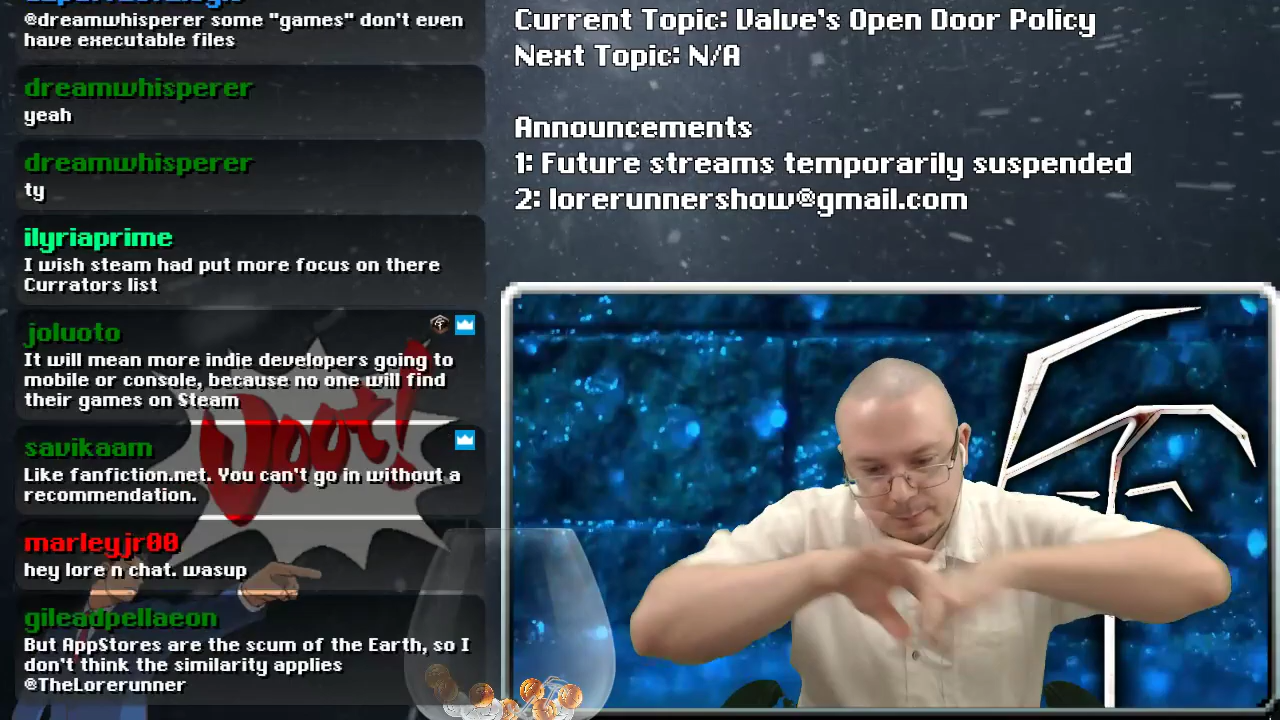 @dreamwhisperer some "games" don't even
have executable files
dreamwhisperer
yeah
dreamwhisperer
ty
ilyriaprime
I wish steam had put more focus on there
Currators list
joluoto
It will mean more indie developers going to
mobile or console, because no one will find
their games on Steam
savikaam
Like fanfiction.net. You can't go in without a
recommendation.
marleyjr00
hey lore n chat. wasup
gileadpellaeon
But AppStores are the scum of the Earth, so I
don't think the similarity applies
@TheLorerunner
Current Topic: Valve's Open Door Policy
Next Topic: N/A
Announcements
1: Future streams temporarily suspended
2: lorerunnershow@gmail.com